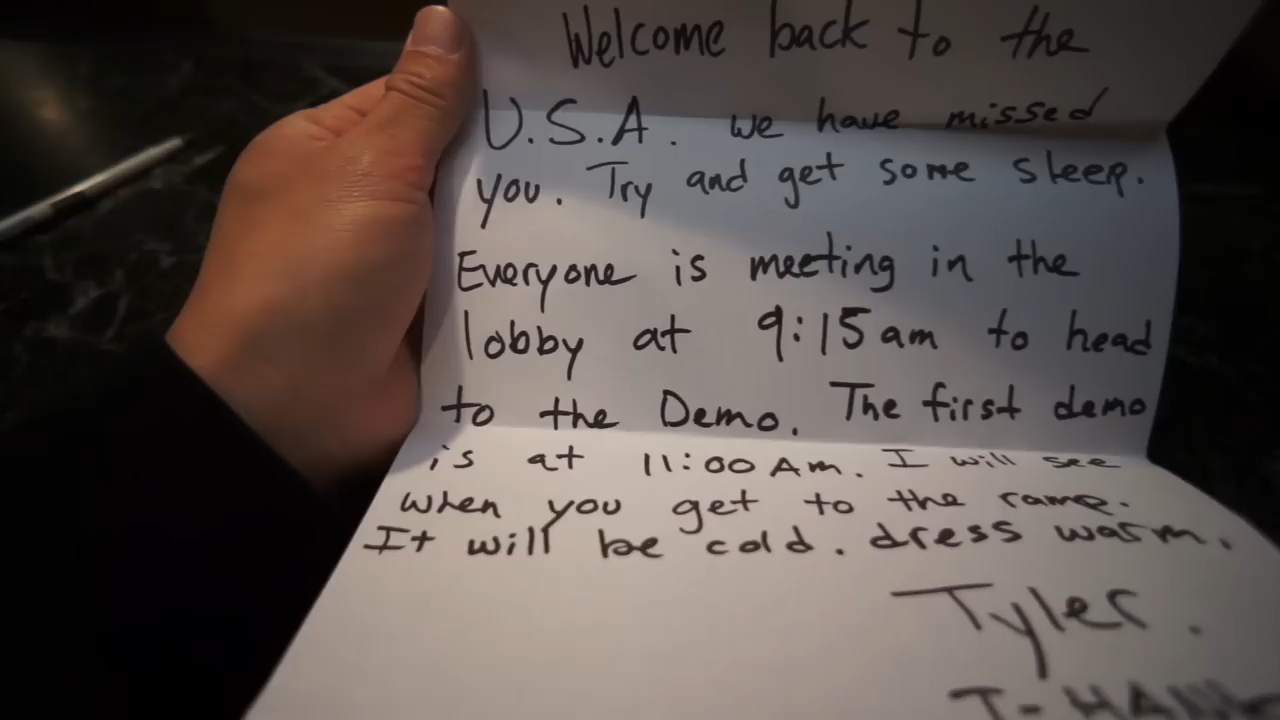 Welcome back to the
U.S.A. we have missed
you. Try and get some sleep.
Everyone is meeting in the
lobby at 9:15am to head
to the Demo. The first demo
is at 11:00 Am. I will see
when you get to the ramp.
It will be cold. dress warm.
Tyler.